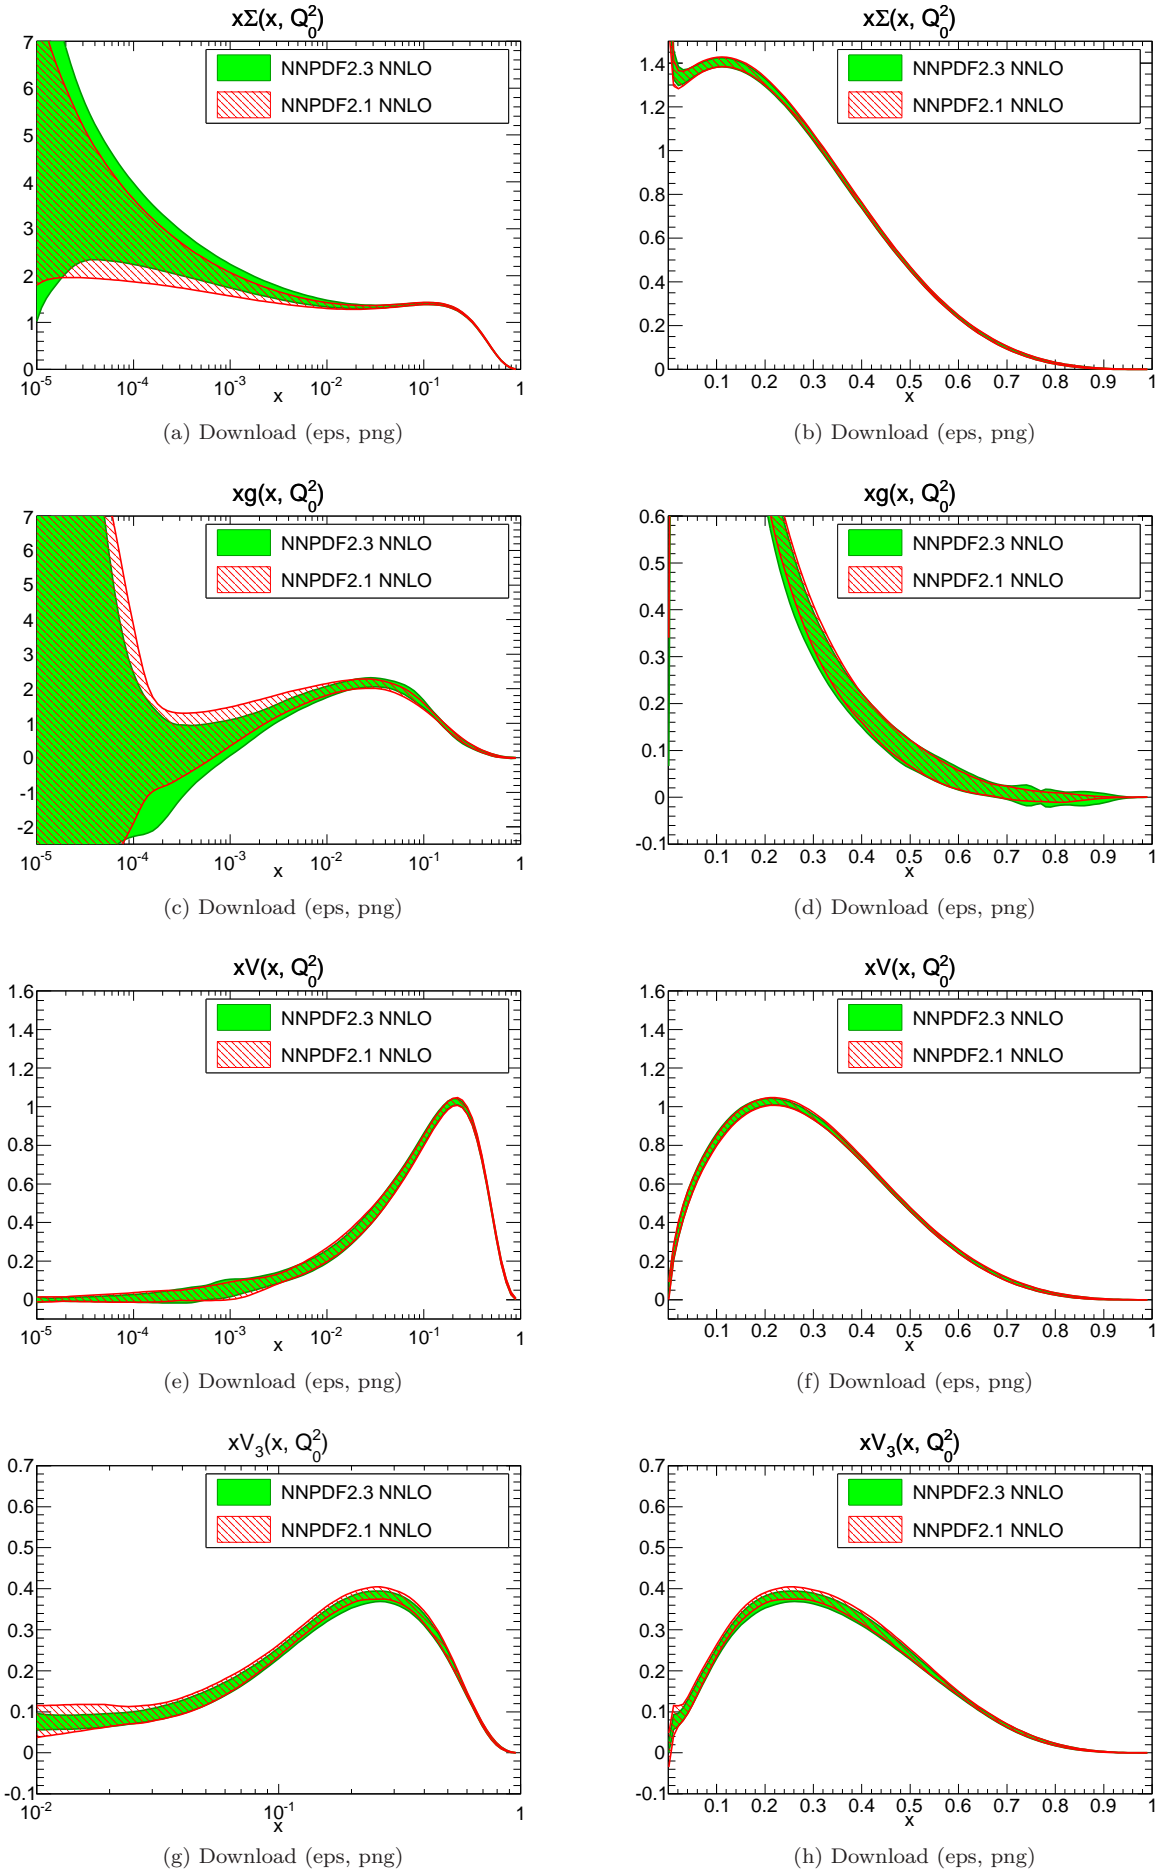 xΣ(x, Q₀²)
7
6
5
4
3
2
1
0
10⁻⁵ 10⁻⁴ 10⁻³ 10⁻² 10⁻¹ 1
x
NNPDF2.3 NNLO
NNPDF2.1 NNLO
(a) Download (eps, png)
xΣ(x, Q₀²)
1.4
1.2
1
0.8
0.6
0.4
0.2
0
0.1 0.2 0.3 0.4 0.5 0.6 0.7 0.8 0.9 1
x
NNPDF2.3 NNLO
NNPDF2.1 NNLO
(b) Download (eps, png)
xg(x, Q₀²)
7
6
5
4
3
2
1
0
-1
-2
10⁻⁵ 10⁻⁴ 10⁻³ 10⁻² 10⁻¹ 1
x
NNPDF2.3 NNLO
NNPDF2.1 NNLO
(c) Download (eps, png)
xg(x, Q₀²)
0.6
0.5
0.4
0.3
0.2
0.1
0
-0.1
0.1 0.2 0.3 0.4 0.5 0.6 0.7 0.8 0.9 1
x
NNPDF2.3 NNLO
NNPDF2.1 NNLO
(d) Download (eps, png)
xV(x, Q₀²)
1.6
1.4
1.2
1
0.8
0.6
0.4
0.2
0
10⁻⁵ 10⁻⁴ 10⁻³ 10⁻² 10⁻¹ 1
x
NNPDF2.3 NNLO
NNPDF2.1 NNLO
(e) Download (eps, png)
xV(x, Q₀²)
1.6
1.4
1.2
1
0.8
0.6
0.4
0.2
0
0.1 0.2 0.3 0.4 0.5 0.6 0.7 0.8 0.9 1
x
NNPDF2.3 NNLO
NNPDF2.1 NNLO
(f) Download (eps, png)
xV₃(x, Q₀²)
0.7
0.6
0.5
0.4
0.3
0.2
0.1
0
-0.1
10⁻² 10⁻¹ 1
x
NNPDF2.3 NNLO
NNPDF2.1 NNLO
(g) Download (eps, png)
xV₃(x, Q₀²)
0.7
0.6
0.5
0.4
0.3
0.2
0.1
0
-0.1
0.1 0.2 0.3 0.4 0.5 0.6 0.7 0.8 0.9 1
x
NNPDF2.3 NNLO
NNPDF2.1 NNLO
(h) Download (eps, png)